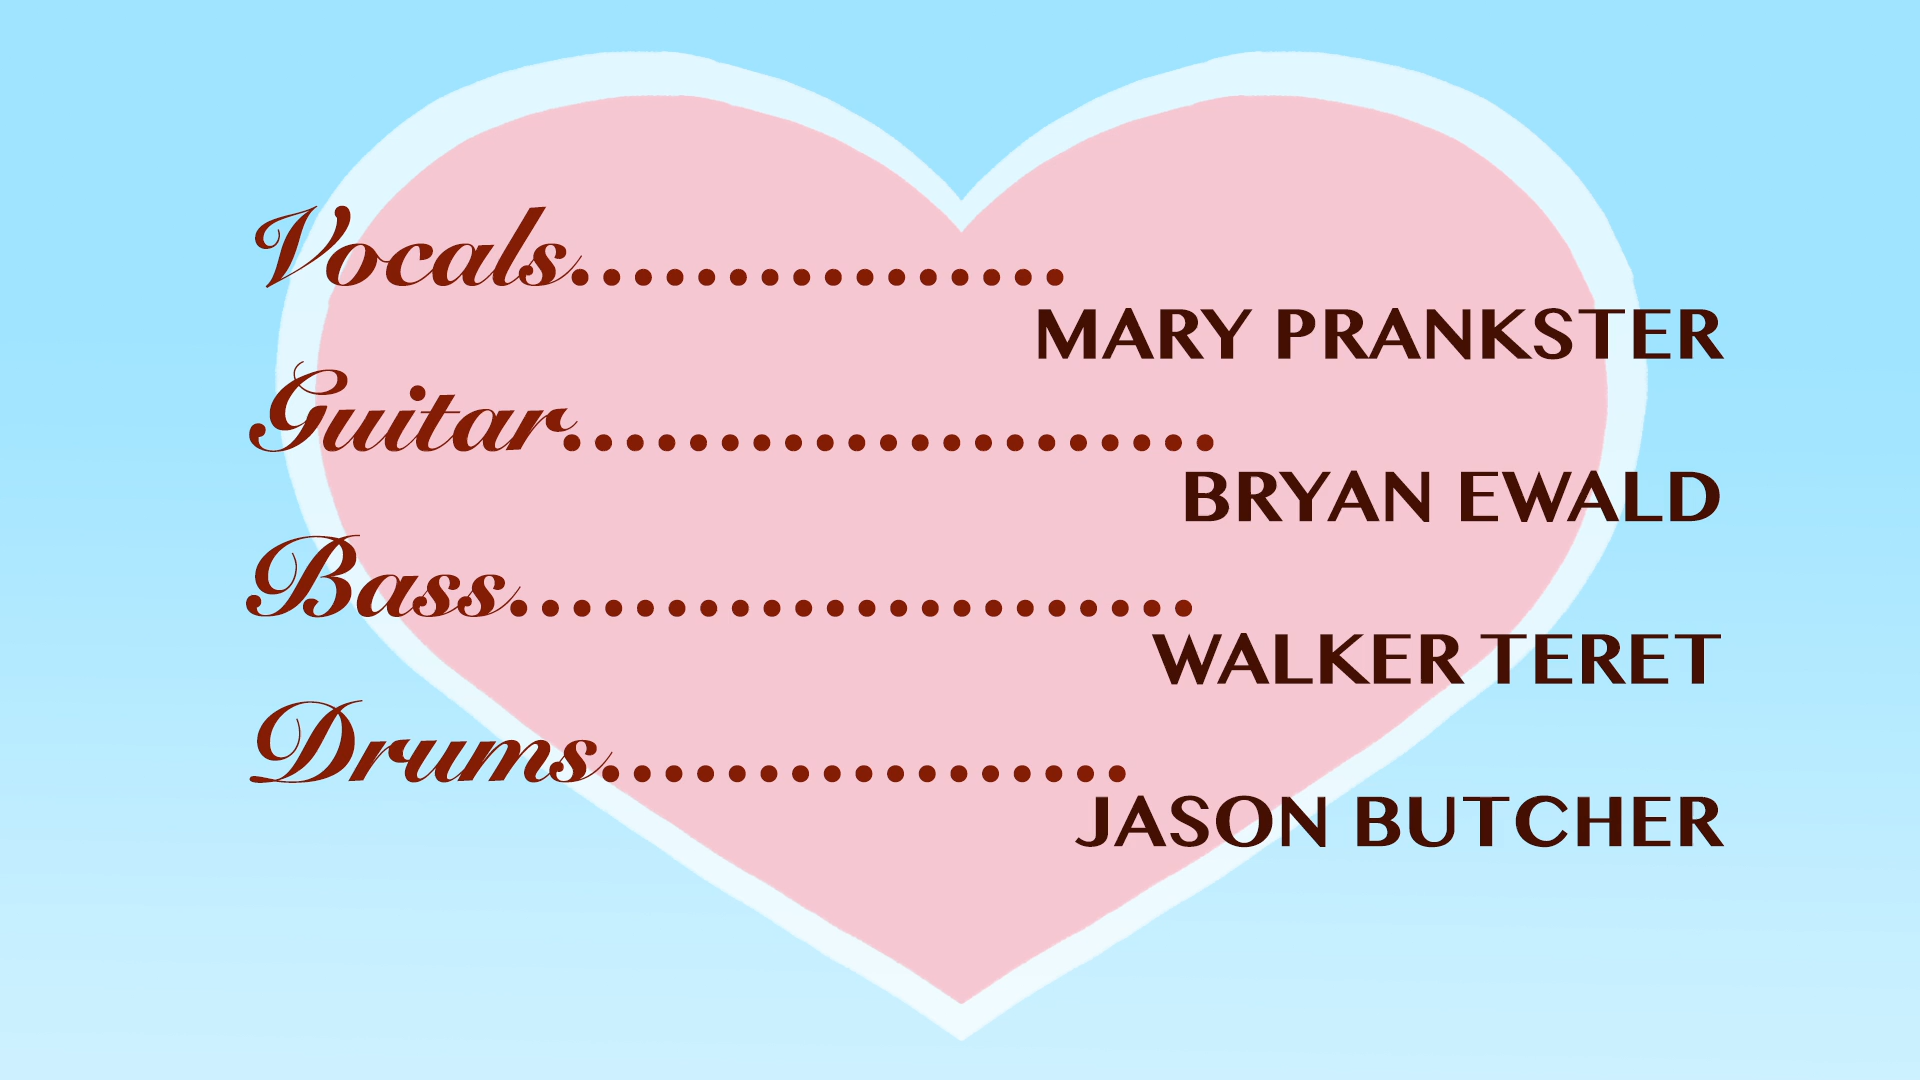 Vocals................
MARY PRANKSTER
Guitar.....................
BRYAN EWALD
Bass......................
WALKER TERET
Drums.................
JASON BUTCHER